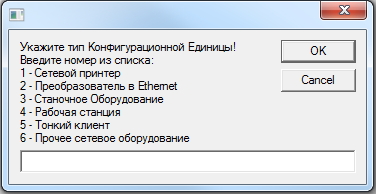 Укажите тип Конфигурационной Единицы!
Введите номер из списка:
1 - Сетевой принтер
2 - Преобразователь в Ethernet
3 - Станочное Оборудование
4 - Рабочая станция
5 - Тонкий клиент
6 - Прочее сетевое оборудование
OK
Cancel